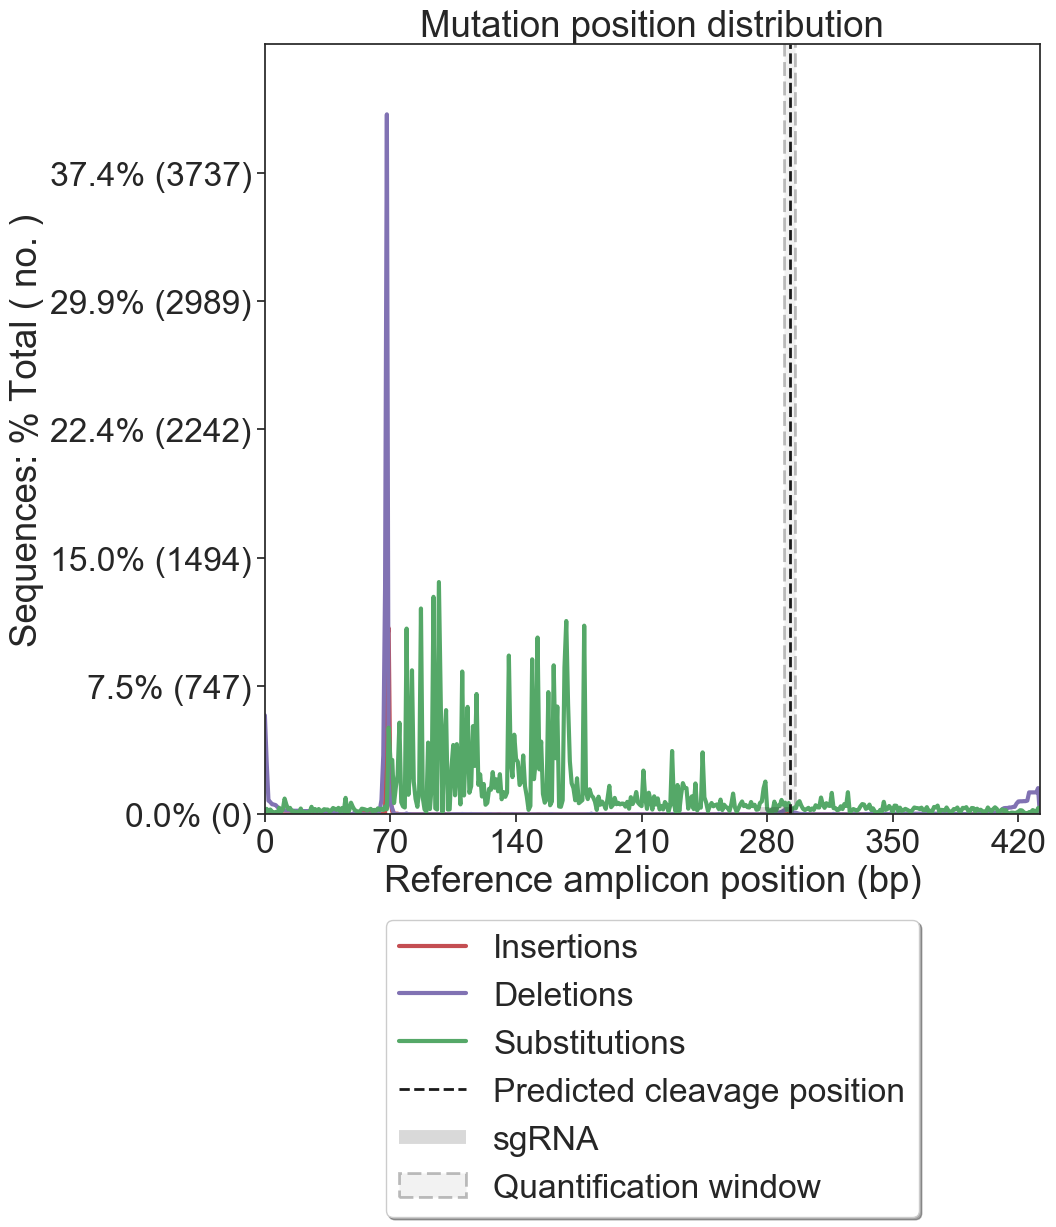 Mutation position distribution
Sequences: % Total ( no. )
37.4% (3737)
29.9% (2989)
22.4% (2242)
15.0% (1494)
7.5% (747)
0.0% (0)
0 70 140 210 280 350 420
Reference amplicon position (bp)
Insertions
Deletions
Substitutions
Predicted cleavage position
sgRNA
Quantification window